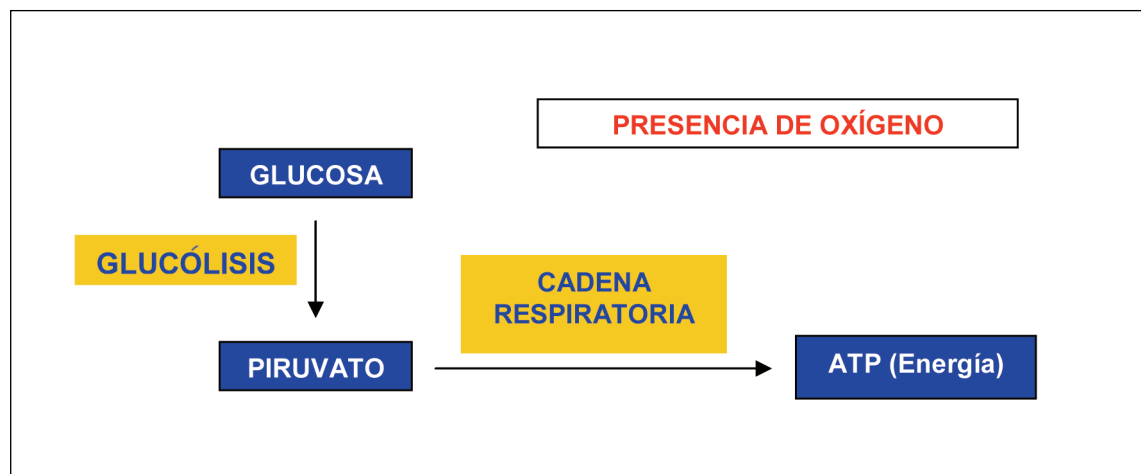 PRESENCIA DE OXÍGENO
GLUCOSA
GLUCÓLISIS
CADENA
RESPIRATORIA
PIRUVATO
ATP (Energía)